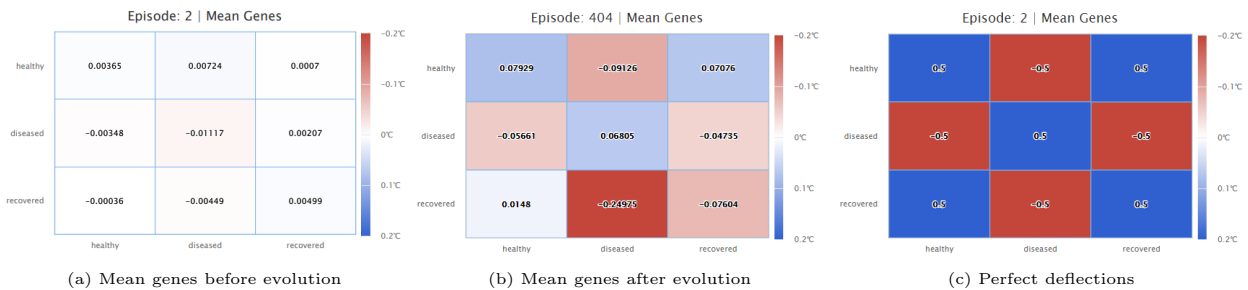 Episode: 2 | Mean Genes
healthy 0.00365 0.00724 0.0007
diseased -0.00348 -0.01117 0.00207
recovered -0.00036 -0.00449 0.00499
healthy diseased recovered
-0.2℃
-0.1℃
0℃
0.1℃
0.2℃
(a) Mean genes before evolution
Episode: 404 | Mean Genes
healthy 0.07929 -0.09126 0.07076
diseased -0.05661 0.06805 -0.04735
recovered 0.0148 -0.24975 -0.07604
healthy diseased recovered
-0.2℃
-0.1℃
0℃
0.1℃
0.2℃
(b) Mean genes after evolution
Episode: 2 | Mean Genes
healthy 0.5 -0.5 0.5
diseased -0.5 0.5 -0.5
recovered 0.5 -0.5 0.5
healthy diseased recovered
-0.2℃
-0.1℃
0℃
0.1℃
0.2℃
(c) Perfect deflections